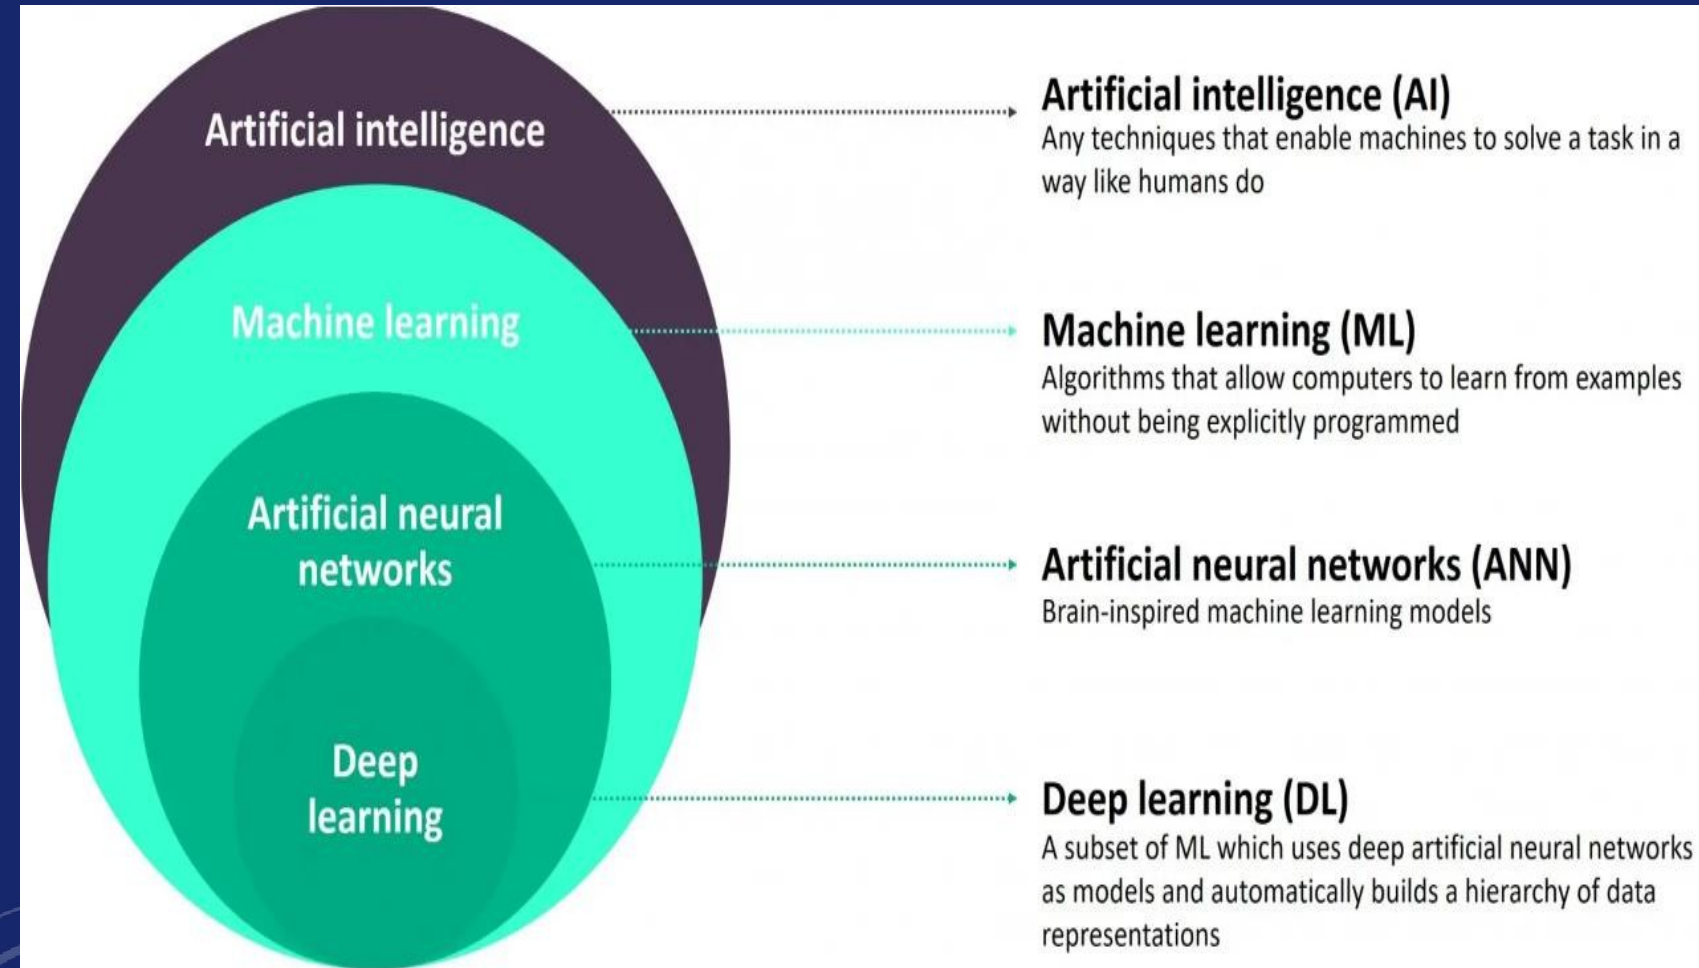 Artificial intelligence
Machine learning
Artificial neural
networks
Deep
learning
Artificial intelligence (AI)
Any techniques that enable machines to solve a task in a
way like humans do
Machine learning (ML)
Algorithms that allow computers to learn from examples
without being explicitly programmed
Artificial neural networks (ANN)
Brain-inspired machine learning models
Deep learning (DL)
A subset of ML which uses deep artificial neural networks
as models and automatically builds a hierarchy of data
representations